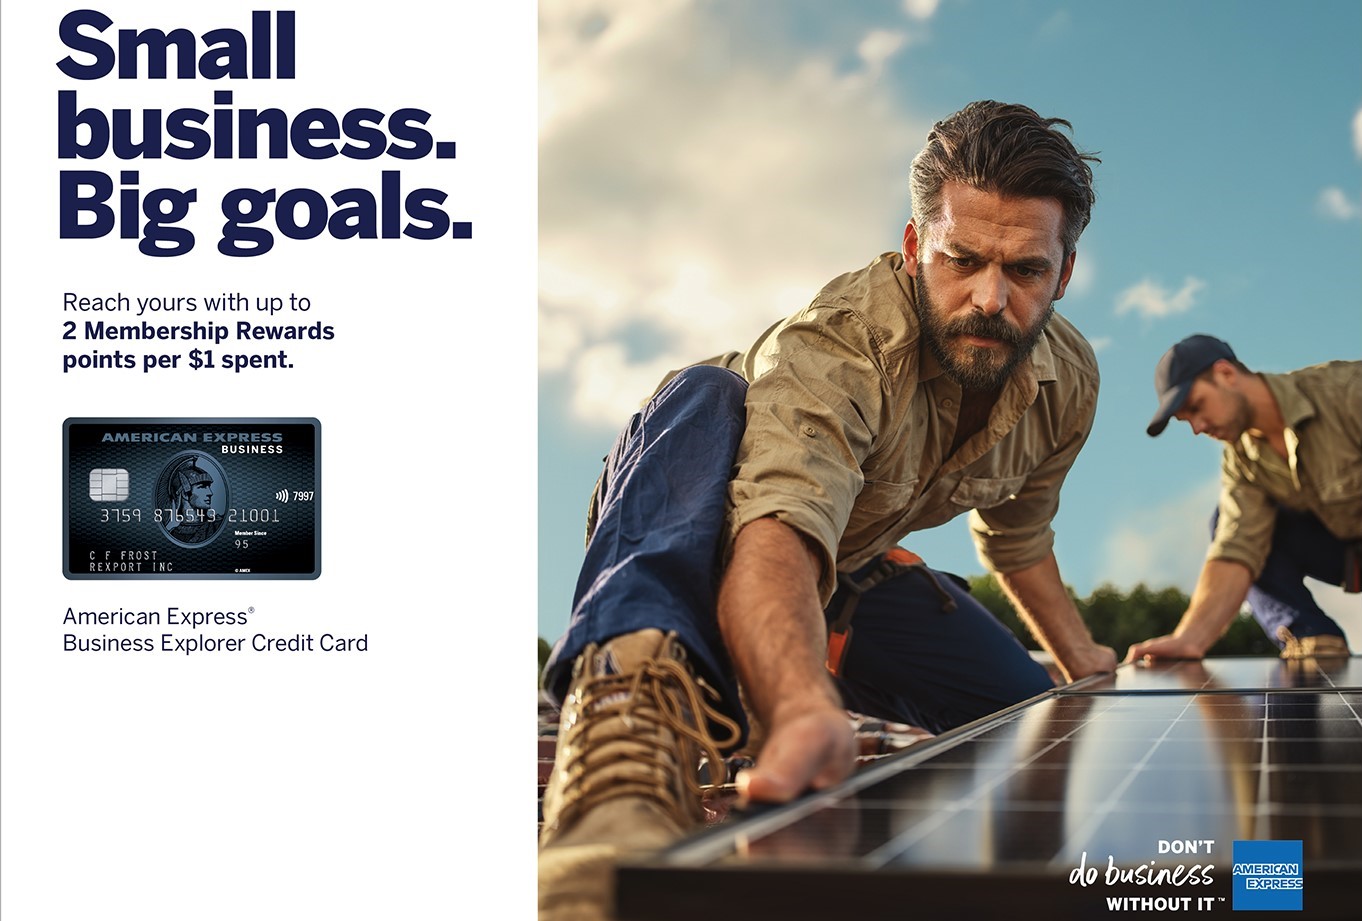 Small
business.
Big goals.
Reach yours with up to
2 Membership Rewards
points per $1 spent.
AMERICAN EXPRESS
BUSINESS
7997
3759 876543 21001
Member Since
95
C F FROST
REXPORT INC
© AMEX
American Express®
Business Explorer Credit Card
DON'T
do business
WITHOUT IT™
AMERICAN
EXPRESS